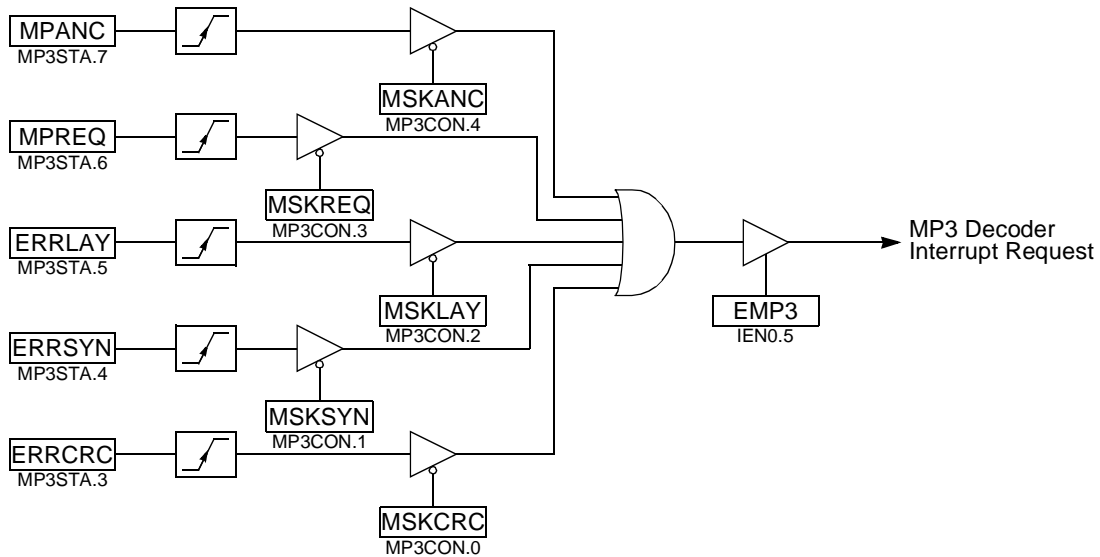 MPANC
MP3STA.7
MSKANC
MP3CON.4
MPREQ
MP3STA.6
MSKREQ
MP3CON.3
MP3 Decoder
Interrupt Request
ERRLAY
MP3STA.5
MSKLAY
MP3CON.2
EMP3
IEN0.5
ERRSYN
MP3STA.4
MSKSYN
MP3CON.1
ERRCRC
MP3STA.3
MSKCRC
MP3CON.0